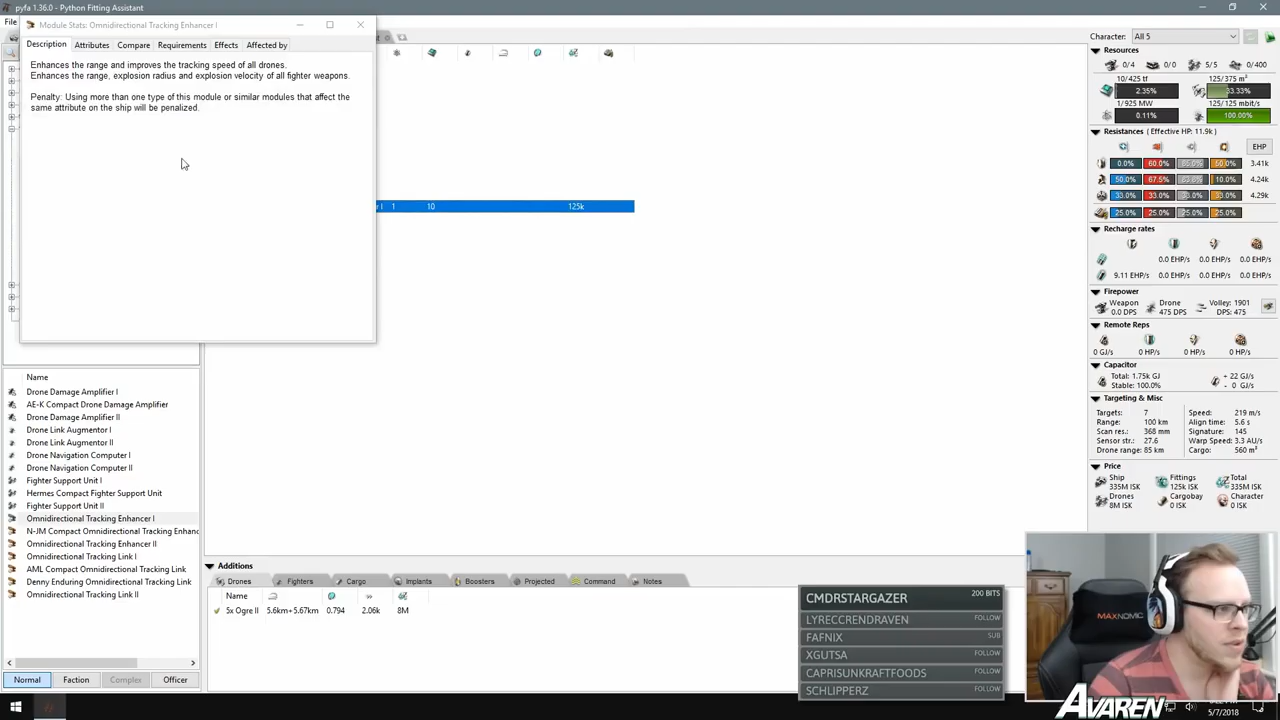 pyfa 1.36.0 - Python Fitting Assistant
File
Module Stats: Omnidirectional Tracking Enhancer I
Description Attributes Compare Requirements Effects Affected by
Enhances the range and improves the tracking speed of all drones.
Enhances the range, explosion radius and explosion velocity of all fighter weapons.
Penalty: Using more than one type of this module or similar modules that affect the
same attribute on the ship will be penalized.
1 10 125k
Name
Drone Damage Amplifier I
AE-K Compact Drone Damage Amplifier
Drone Damage Amplifier II
Drone Link Augmentor I
Drone Link Augmentor II
Drone Navigation Computer I
Drone Navigation Computer II
Fighter Support Unit I
Hermes Compact Fighter Support Unit
Fighter Support Unit II
Omnidirectional Tracking Enhancer I
N-JM Compact Omnidirectional Tracking Enhanc
Omnidirectional Tracking Enhancer II
Omnidirectional Tracking Link I
AML Compact Omnidirectional Tracking Link
Denny Enduring Omnidirectional Tracking Link
Omnidirectional Tracking Link II
Normal Faction Complex Officer
Additions
Drones Fighters Cargo Implants Boosters Projected Command Notes
Name
5x Ogre II 5.6km+5.67km 0.794 2.06k 8M
Character: All 5
Resources
0/4 0/0 5/5 0/400
10/425 tf 125/375 m³
2.35% 33.33%
1/925 MW 125/125 mbit/s
0.11% 100.00%
Resistances ( Effective HP: 11.9k )
EHP
0.0% 60.0% 50.0% 3.41k
50.0% 67.5% 10.0% 4.24k
33.0% 33.0% 33.0% 33.0% 4.29k
25.0% 25.0% 25.0% 25.0%
Recharge rates
0.0 EHP/s 0.0 EHP/s 0.0 EHP/s
9.11 EHP/s 0.0 EHP/s 0.0 EHP/s 0.0 EHP/s
Firepower
Weapon Drone Volley: 1901
0.0 DPS 475 DPS DPS: 475
Remote Reps
0 GJ/s 0 HP/s 0 HP/s 0 HP/s
Capacitor
Total: 1.75k GJ + 22 GJ/s
Stable: 100.0% - 0 GJ/s
Targeting & Misc
Targets: 7 Speed: 219 m/s
Range: 100 km Align time: 5.6 s
Scan res.: 368 mm Signature: 145
Sensor str.: 27.6 Warp Speed: 3.3 AU/s
Drone range: 85 km Cargo: 560 m³
Price
Ship Fittings Total
335M ISK 125k ISK 335M ISK
Drones Cargobay Character
8M ISK 0 ISK 0 ISK
CMDRSTARGAZER 200 BITS
LYRECCRENDRAVEN FOLLOW
FAFNIX SUB
XGUTSA FOLLOW
CAPRISUNKRAFTFOODS FOLLOW
SCHLIPPERZ FOLLOW
MAXNOMIC
AVAREN
5/7/2018